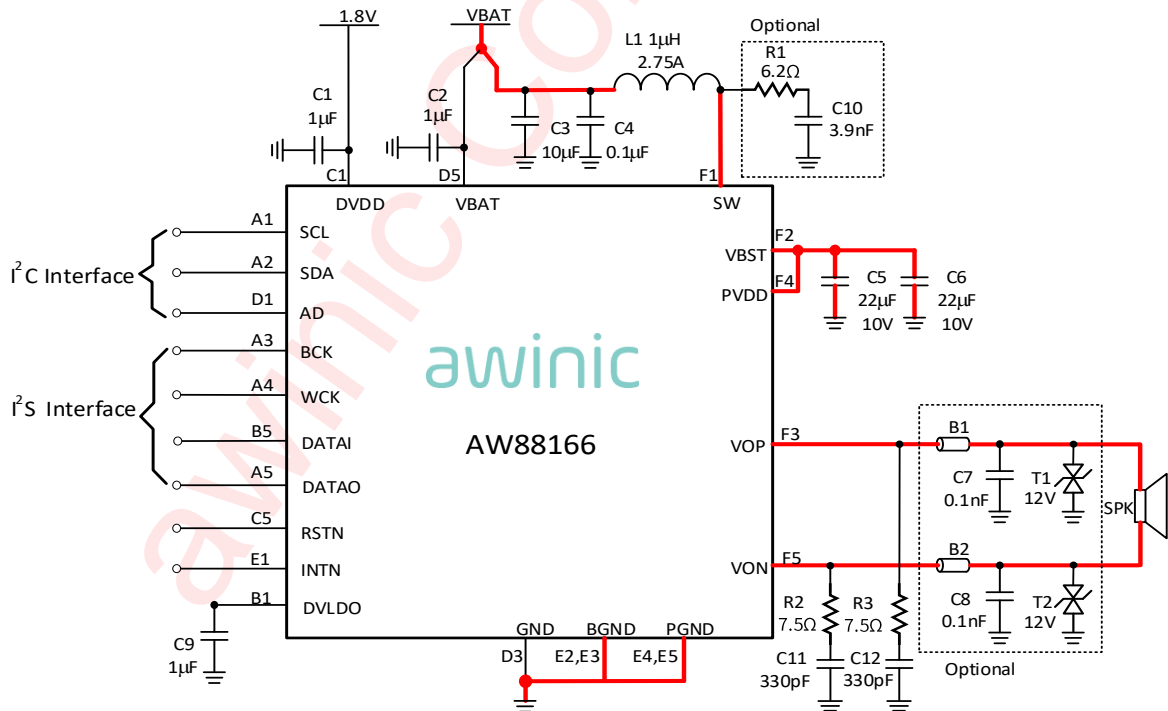 1.8V
VBAT
Optional
L1 1μH
2.75A
R1
6.2Ω
C1
1μF
C2
1μF
C3
10μF
C4
0.1μF
C10
3.9nF
C1
D5
F1
DVDD
VBAT
SW
I²C Interface
A1
SCL
A2
SDA
D1
AD
I²S Interface
A3
BCK
A4
WCK
B5
DATAI
A5
DATAO
C5
RSTN
E1
INTN
B1
DVLDO
C9
1μF
awinic
AW88166
F2
VBST
F4
PVDD
C5
22μF
10V
C6
22μF
10V
F3
VOP
F5
VON
B1
C7
0.1nF
T1
12V
SPK
B2
C8
0.1nF
T2
12V
Optional
R2
7.5Ω
R3
7.5Ω
C11
330pF
C12
330pF
GND
BGND
PGND
D3
E2,E3
E4,E5
awinic Co